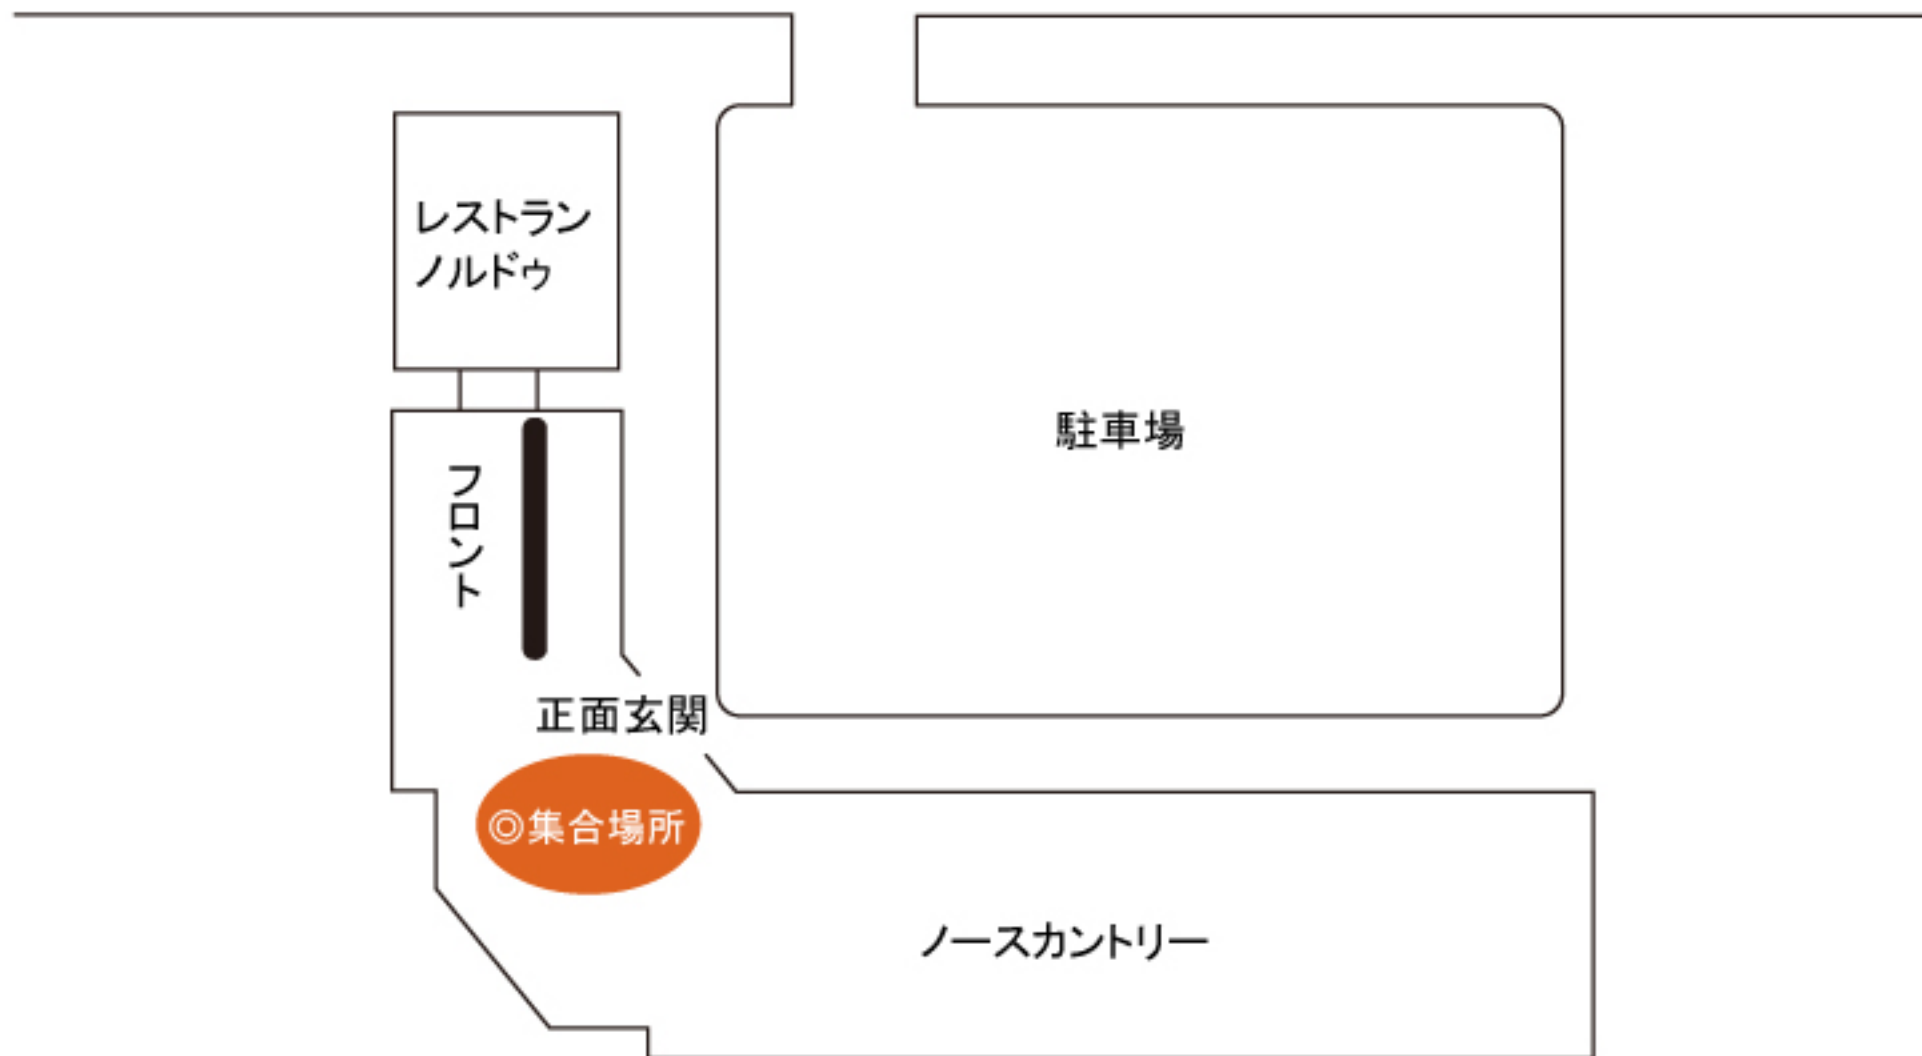 レストラン
ノルドゥ
駐車場
フロント
正面玄関
◎集合場所
ノースカントリー